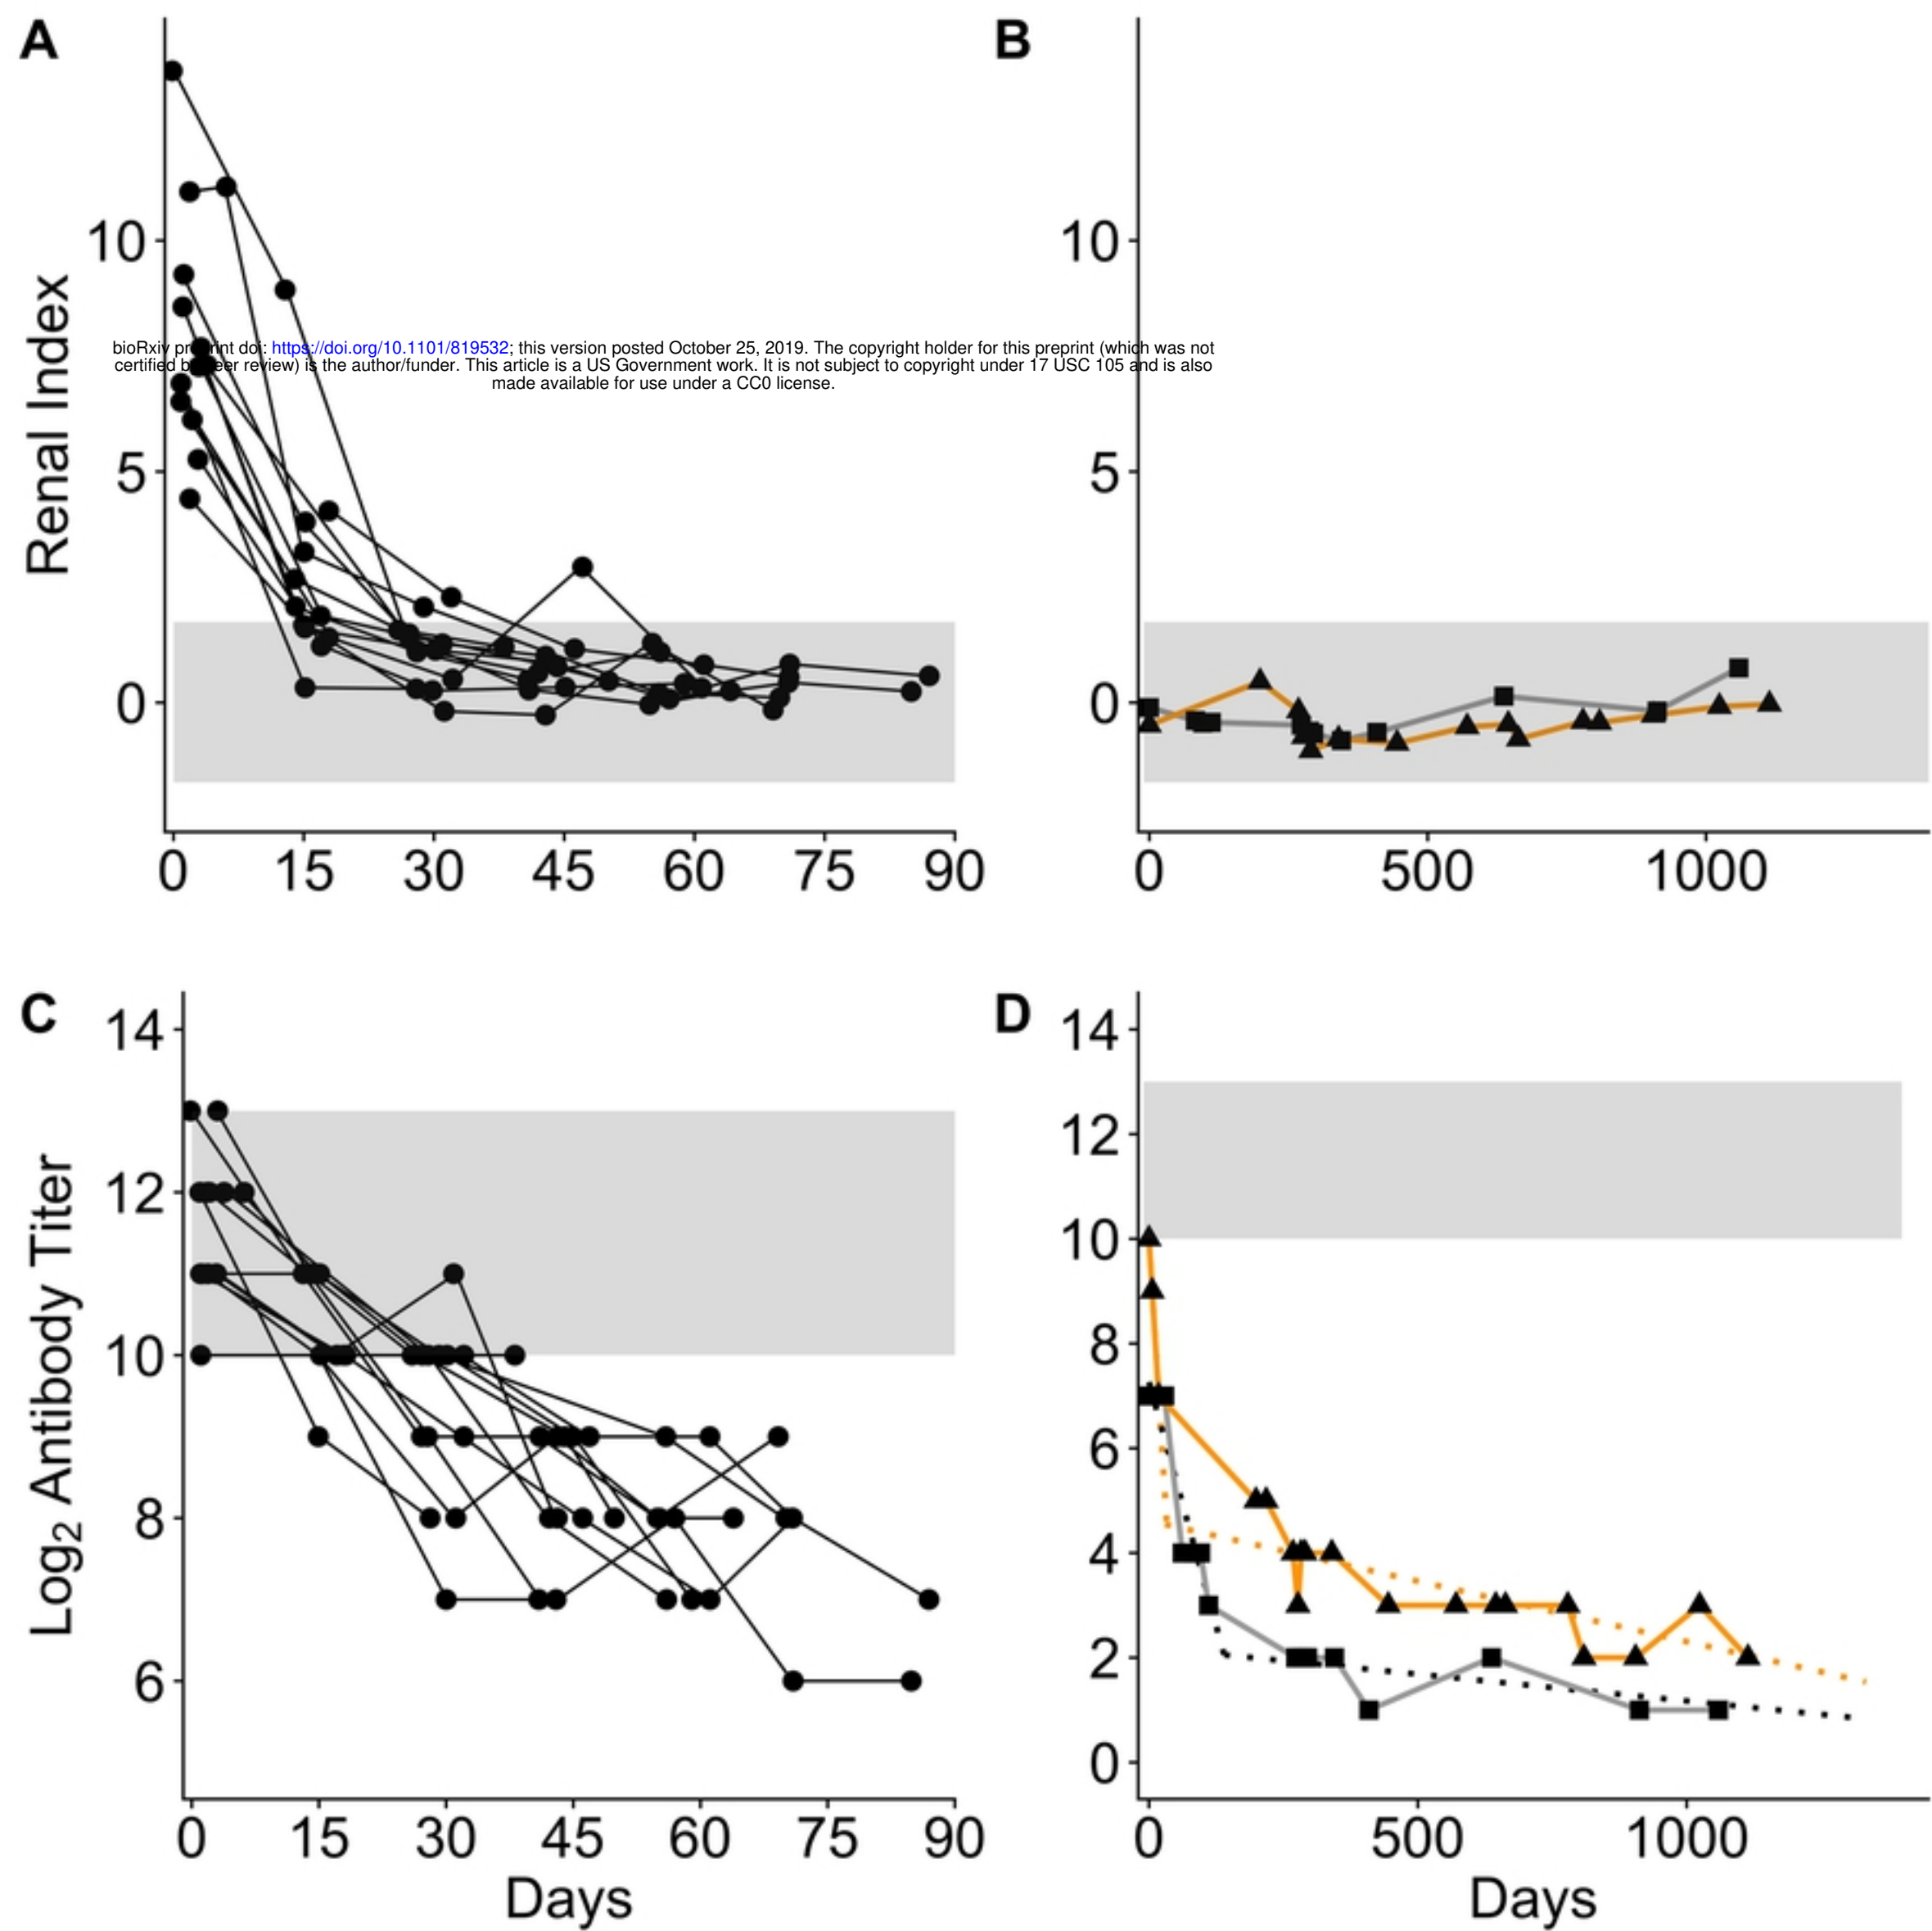 A
B
10
5
0
Renal Index
0 15 30 45 60 75 90
10
5
0
0 500 1000
bioRxiv preprint doi: https://doi.org/10.1101/819532; this version posted October 25, 2019. The copyright holder for this preprint (which was not
certified by peer review) is the author/funder. This article is a US Government work. It is not subject to copyright under 17 USC 105 and is also
made available for use under a CC0 license.
C
D
14
12
10
8
6
Log2 Antibody Titer
0 15 30 45 60 75 90
Days
14
12
10
8
6
4
2
0
0 500 1000
Days